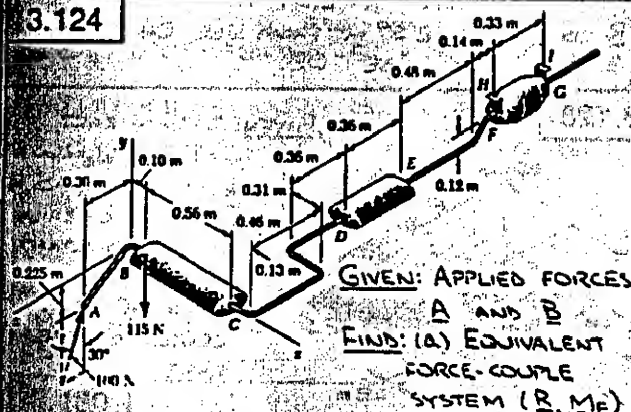 3.124
0.33 m
0.14 m
I
0.48 m
H
G
0.36 m
F
y
0.10 m
0.36 m
E
0.12 m
0.30 m
0.31 m
0.56 m
0.46 m
D
0.225 m
B
0.13 m
GIVEN: APPLIED FORCES
A
A AND B
115 N
C
FIND: (a) EQUIVALENT
30°
x
FORCE-COUPLE
SYSTEM (R, M